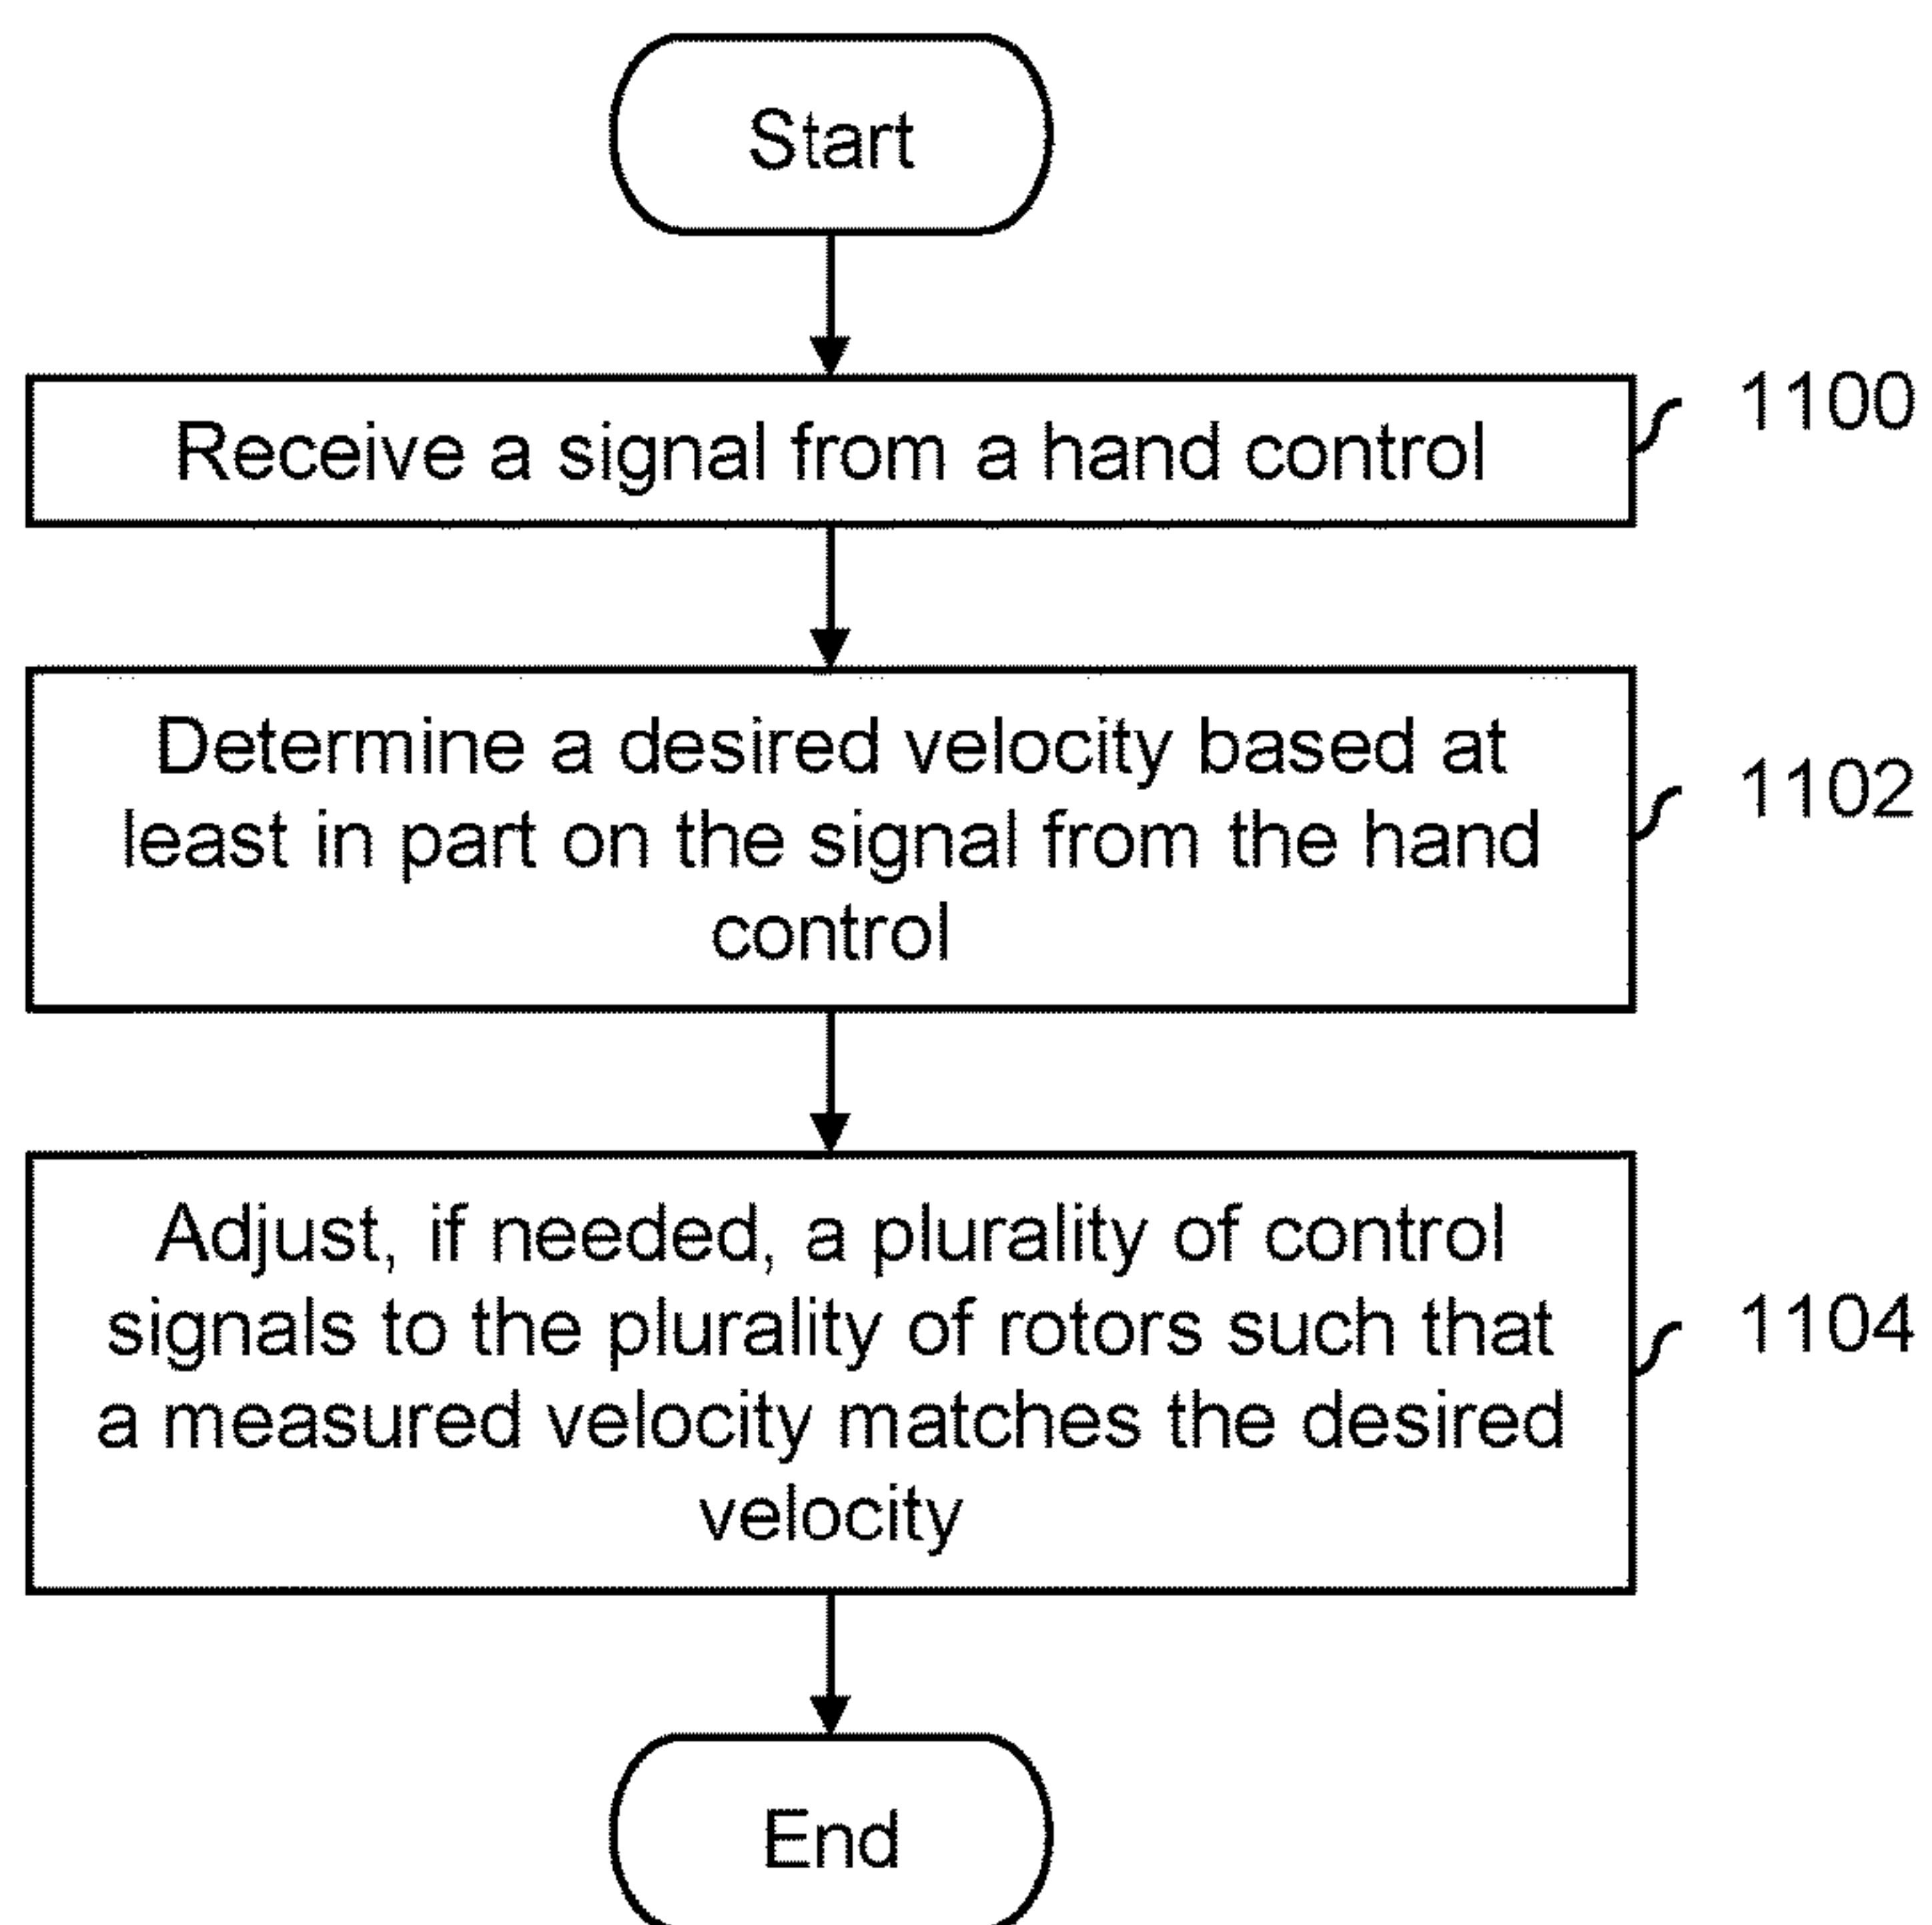 Start
Receive a signal from a hand control
1100
Determine a desired velocity based at
least in part on the signal from the hand
control
1102
Adjust, if needed, a plurality of control
signals to the plurality of rotors such that
a measured velocity matches the desired
velocity
1104
End